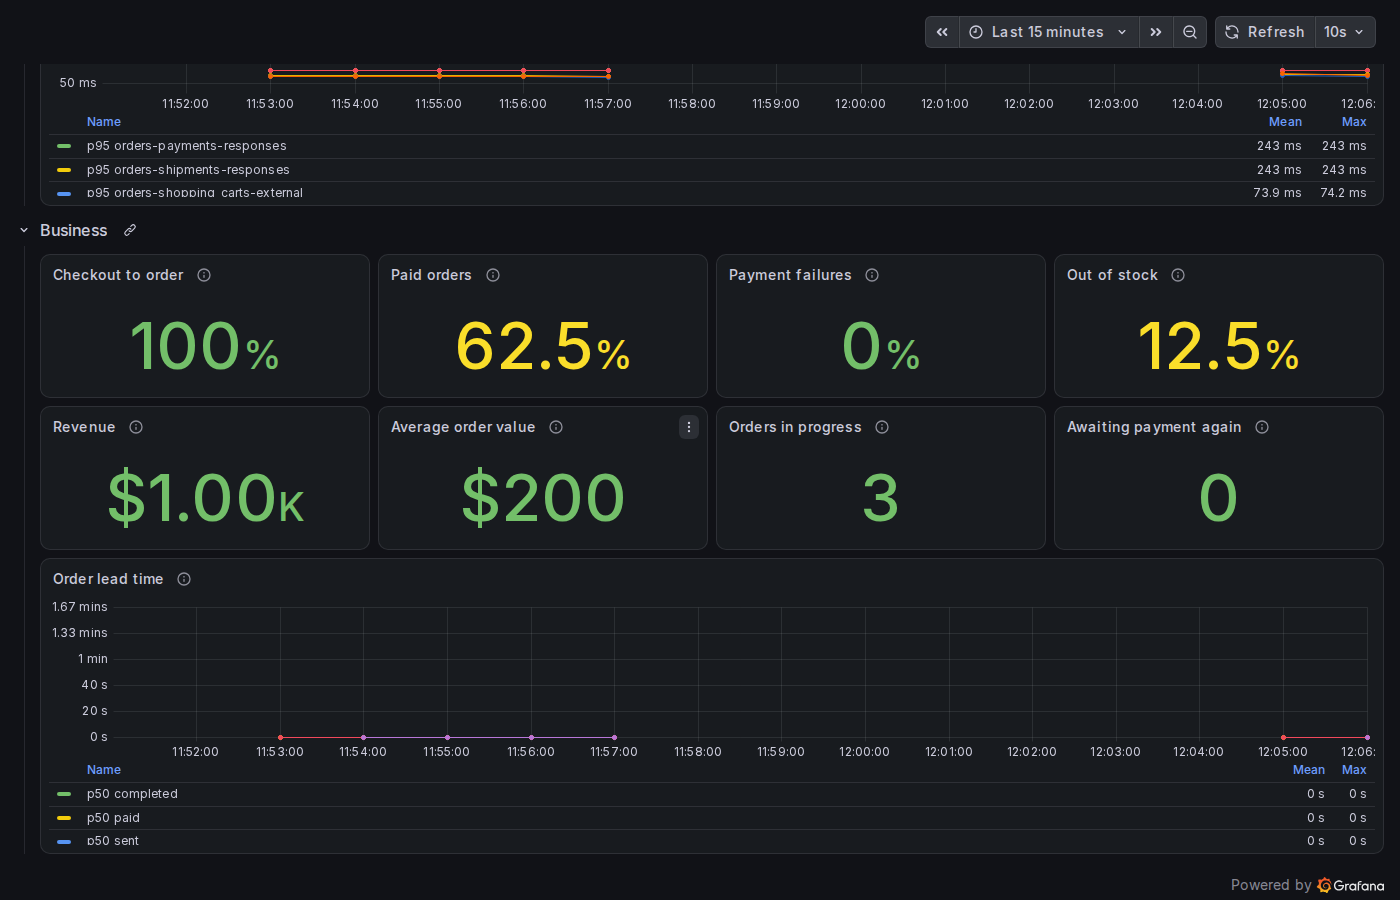 Last 15 minutes Refresh 10s
50 ms
11:52:00 11:53:00 11:54:00 11:55:00 11:56:00 11:57:00 11:58:00 11:59:00 12:00:00 12:01:00 12:02:00 12:03:00 12:04:00 12:05:00 12:06:
Name Mean Max
p95 orders-payments-responses 243 ms 243 ms
p95 orders-shipments-responses 243 ms 243 ms
p95 orders-shopping_carts-external 73.9 ms 74.2 ms
Business
Checkout to order Paid orders Payment failures Out of stock
100% 62.5% 0% 12.5%
Revenue Average order value Orders in progress Awaiting payment again
$1.00K $200 3 0
Order lead time
1.67 mins
1.33 mins
1 min
40 s
20 s
0 s
11:52:00 11:53:00 11:54:00 11:55:00 11:56:00 11:57:00 11:58:00 11:59:00 12:00:00 12:01:00 12:02:00 12:03:00 12:04:00 12:05:00 12:06:
Name Mean Max
p50 completed 0 s 0 s
p50 paid 0 s 0 s
p50 sent 0 s 0 s
Powered by Grafana